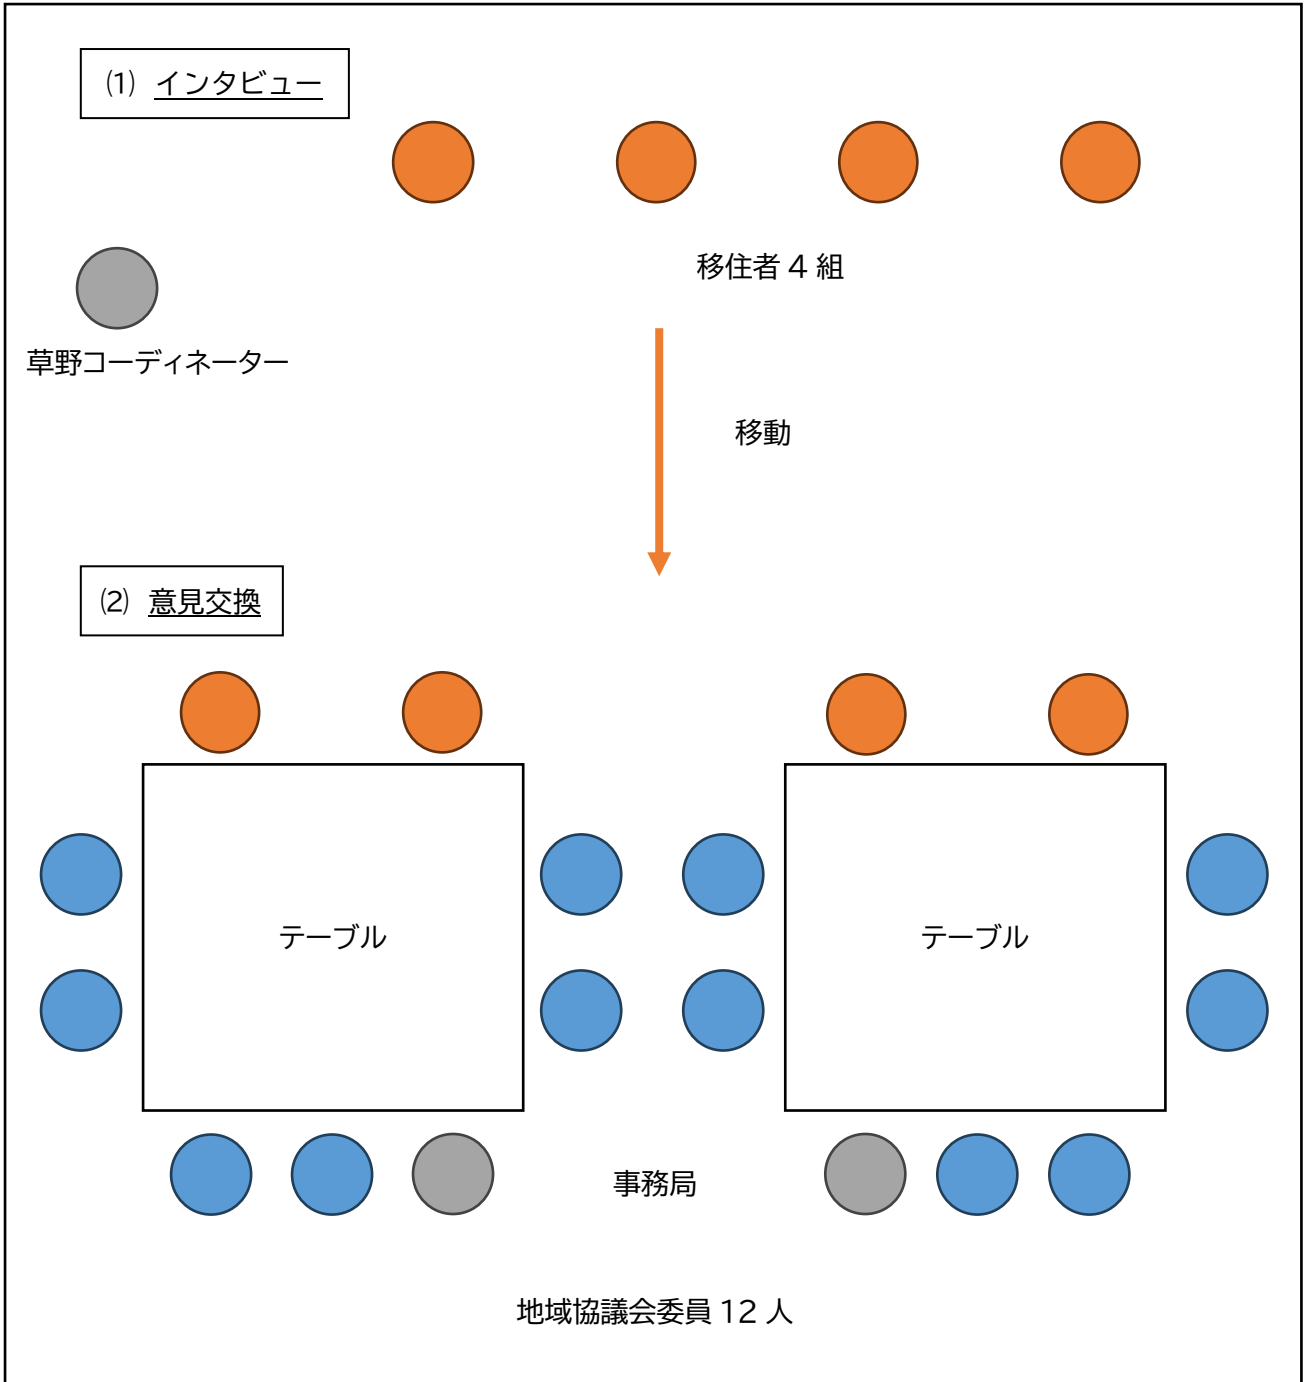 ⑴ インタビュー
移住者 4 組
草野コーディネーター
移動
⑵ 意見交換
テーブル
テーブル
事務局
地域協議会委員 12 人